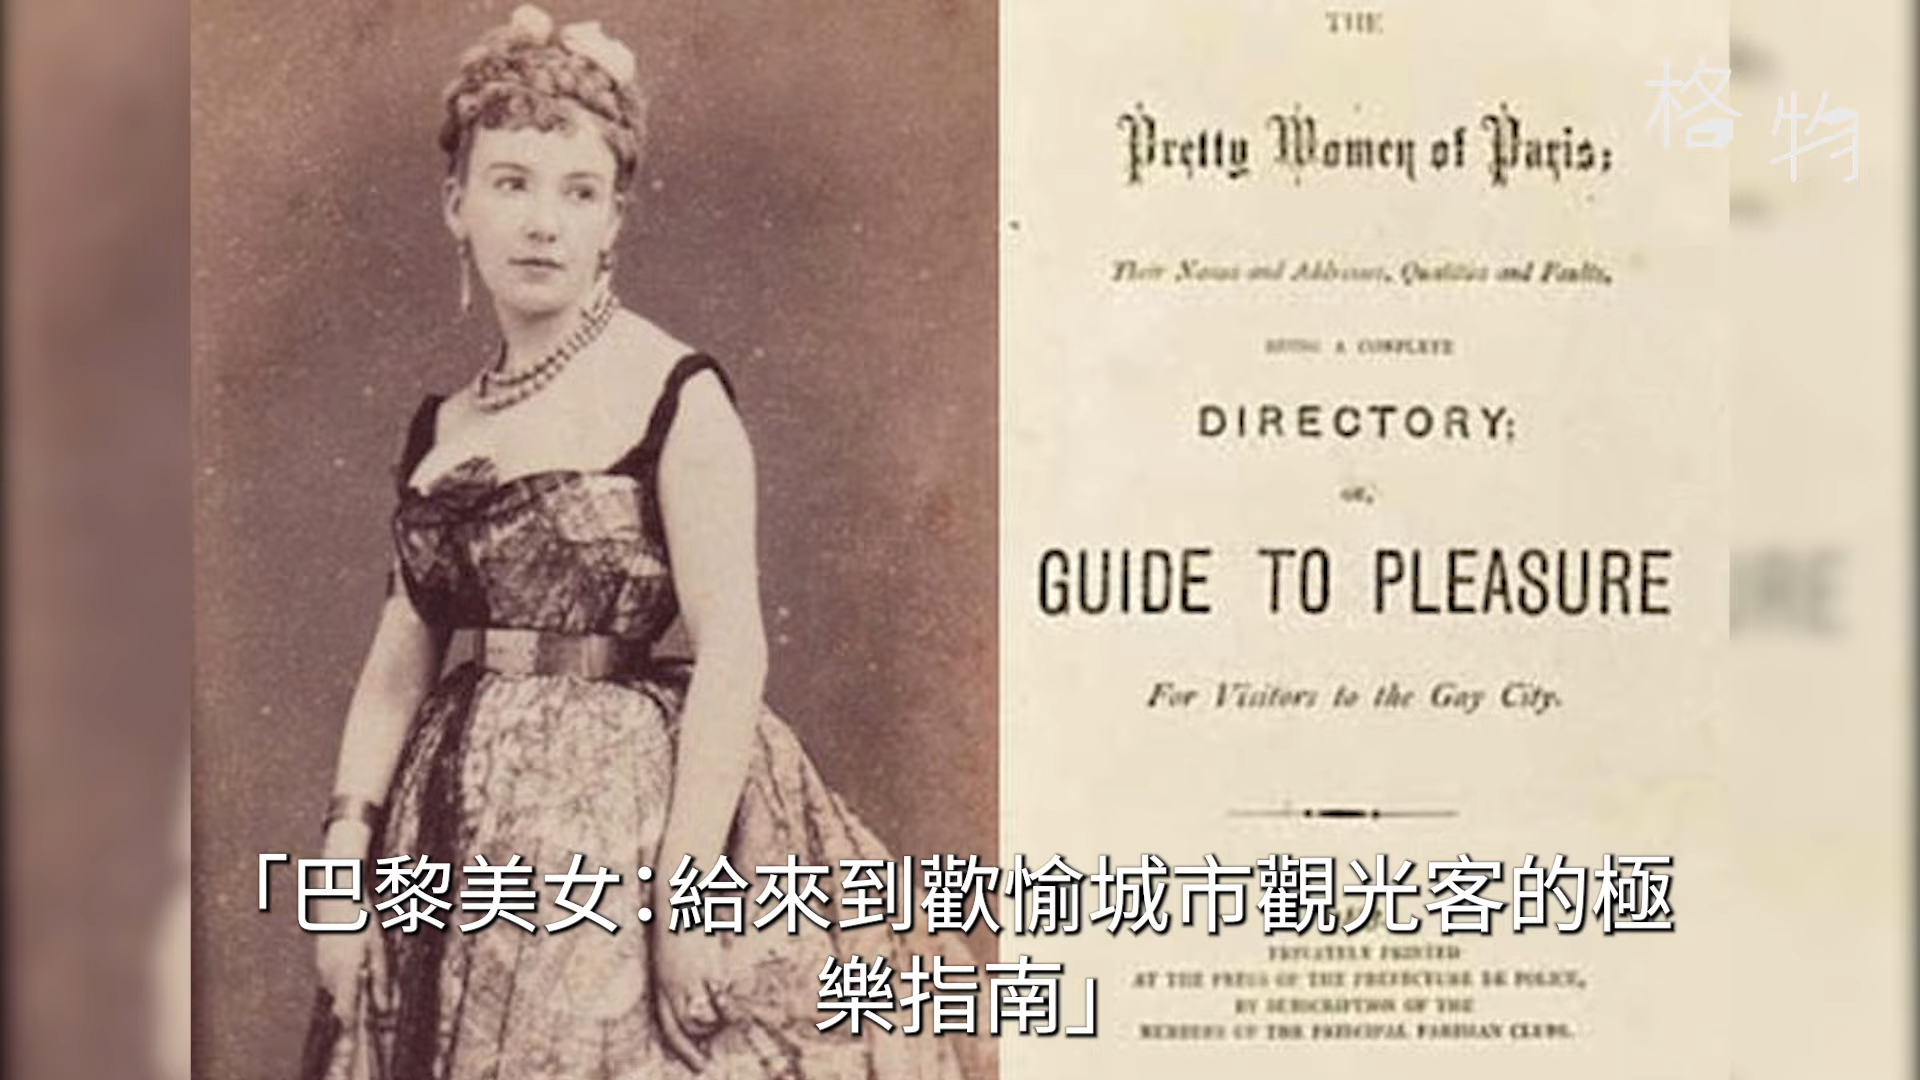 THE
Pretty Women of Paris;
Their Names and Addresses, Qualities and Faults,
BEING A COMPLETE
DIRECTORY;
or,
GUIDE TO PLEASURE
For Visitors to the Gay City.
PRIVATELY PRINTED
AT THE PRESS OF THE PREFECTURE DE POLICE,
BY SUBSCRIPTION OF THE
MEMBERS OF THE PRINCIPAL PARISIAN CLUBS.
格物
「巴黎美女：給來到歡愉城市觀光客的極
樂指南」